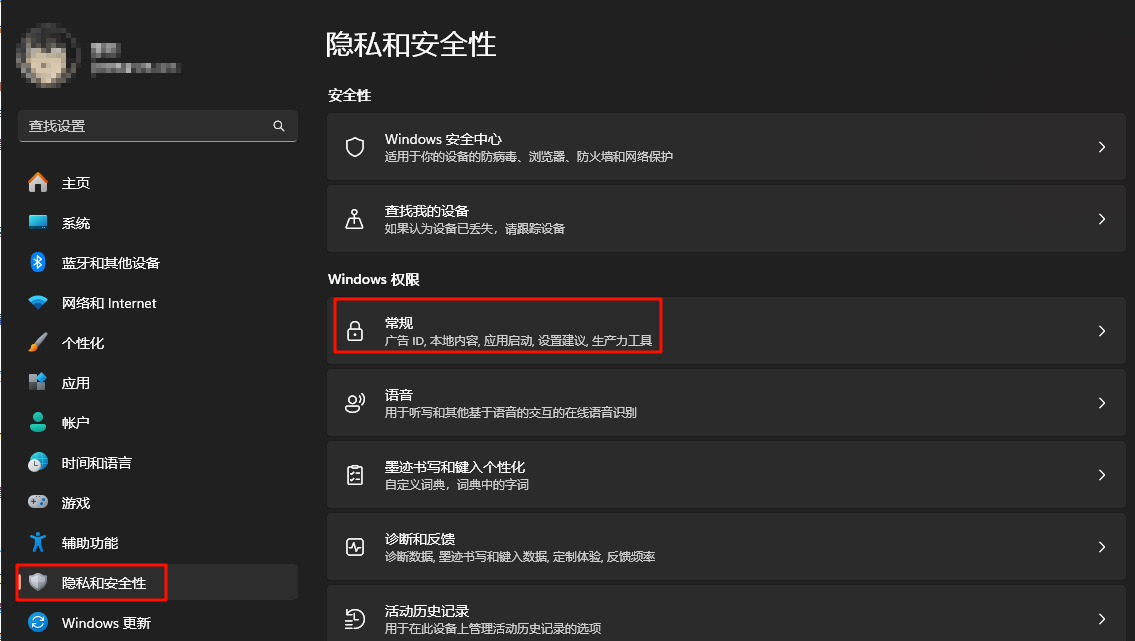 隐私和安全性
查找设置
主页
系统
蓝牙和其他设备
网络和 Internet
个性化
应用
帐户
时间和语言
游戏
辅助功能
隐私和安全性
Windows 更新
安全性
Windows 安全中心
适用于你的设备的防病毒、浏览器、防火墙和网络保护
查找我的设备
如果认为设备已丢失，请跟踪设备
Windows 权限
常规
广告 ID, 本地内容, 应用启动, 设置建议, 生产力工具
语音
用于听写和其他基于语音的交互的在线语音识别
墨迹书写和键入个性化
自定义词典，词典中的字词
诊断和反馈
诊断数据, 墨迹书写和键入数据, 定制体验, 反馈频率
活动历史记录
用于在此设备上管理活动历史记录的选项